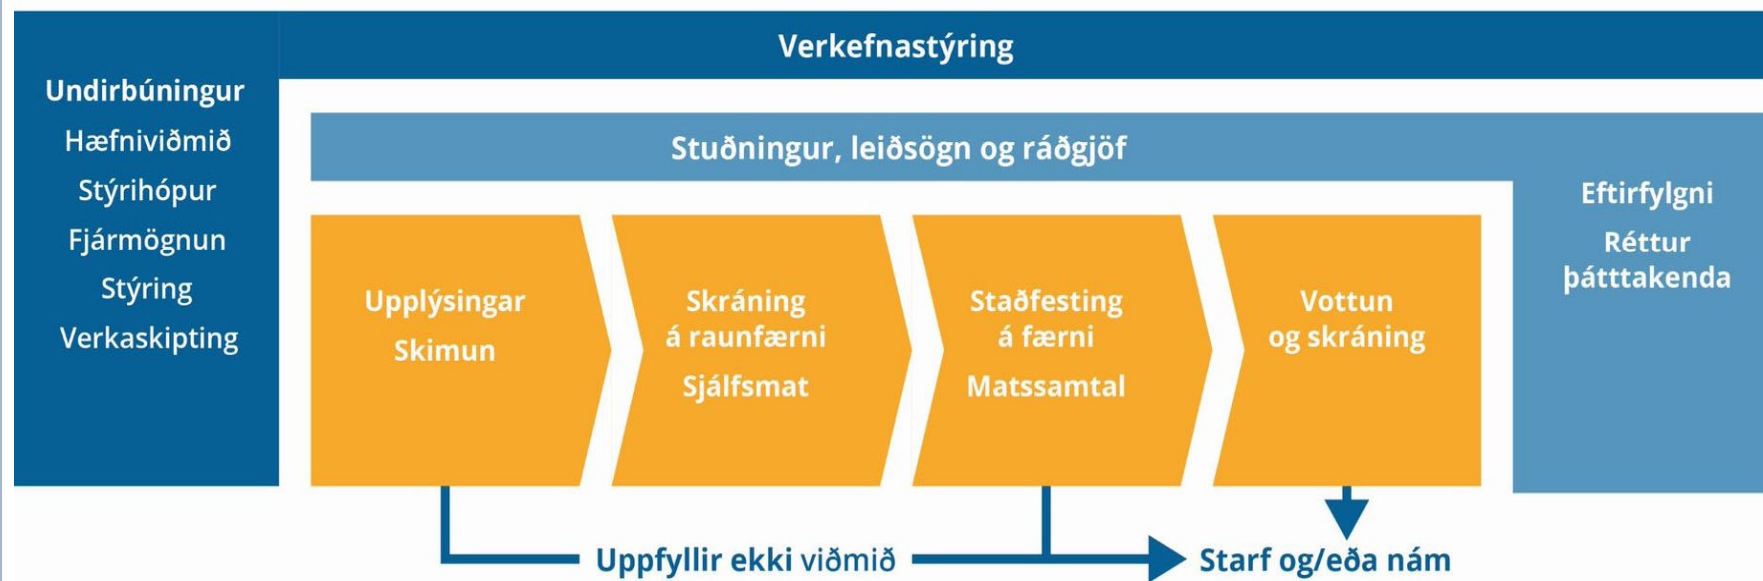 Verkefnastýring
Undirbúningur
Hæfniviðmið
Stýrihópur
Fjármögnun
Stýring
Verkaskipting
Stuðningur, leiðsögn og ráðgjöf
Upplýsingar
Skimun
Skráning
á raunfærni
Sjálfsmat
Staðfesting
á færni
Matssamtal
Vottun
og skráning
Eftirfylgni
Réttur
þátttakenda
Uppfyllir ekki viðmið
Starf og/eða nám